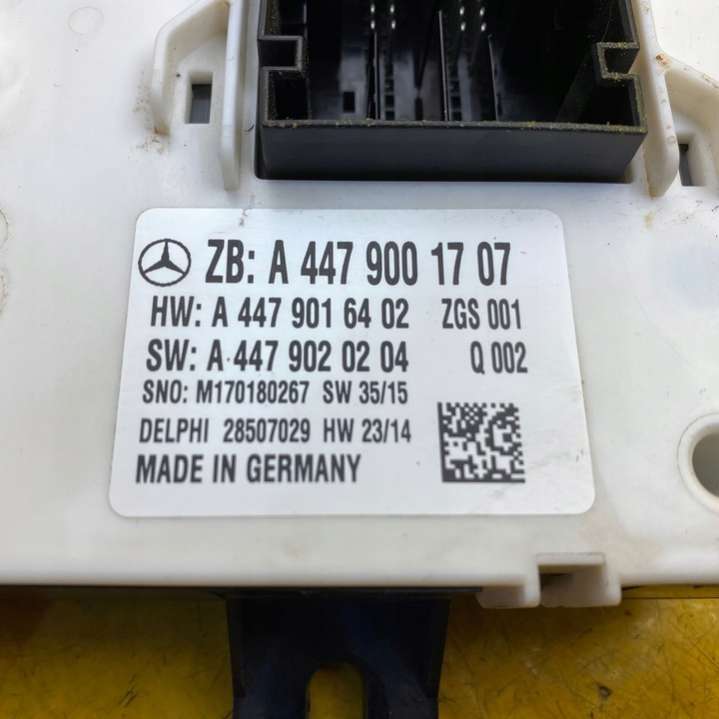 ZB: A 447 900 17 07
HW: A 447 901 64 02 ZGS 001
SW: A 447 902 02 04 Q 002
SNO: M170180267 SW 35/15
DELPHI 28507029 HW 23/14
MADE IN GERMANY